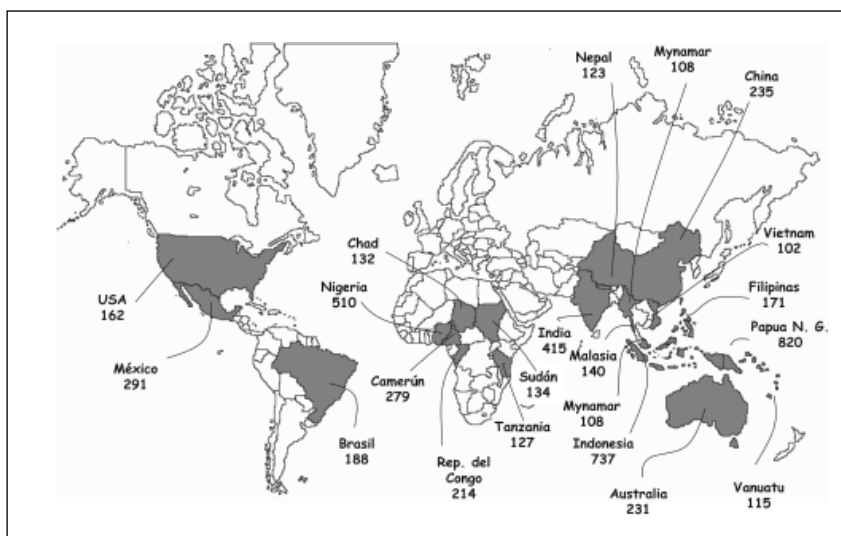 Nepal
123
Mynamar
108
China
235
Vietnam
102
Chad
132
Nigeria
510
USA
162
Filipinas
171
India
415
Papua N. G.
820
México
291
Camerún
279
Sudán
134
Malasia
140
Mynamar
108
Tanzania
127
Indonesia
737
Brasil
188
Rep. del
Congo
214
Australia
231
Vanuatu
115